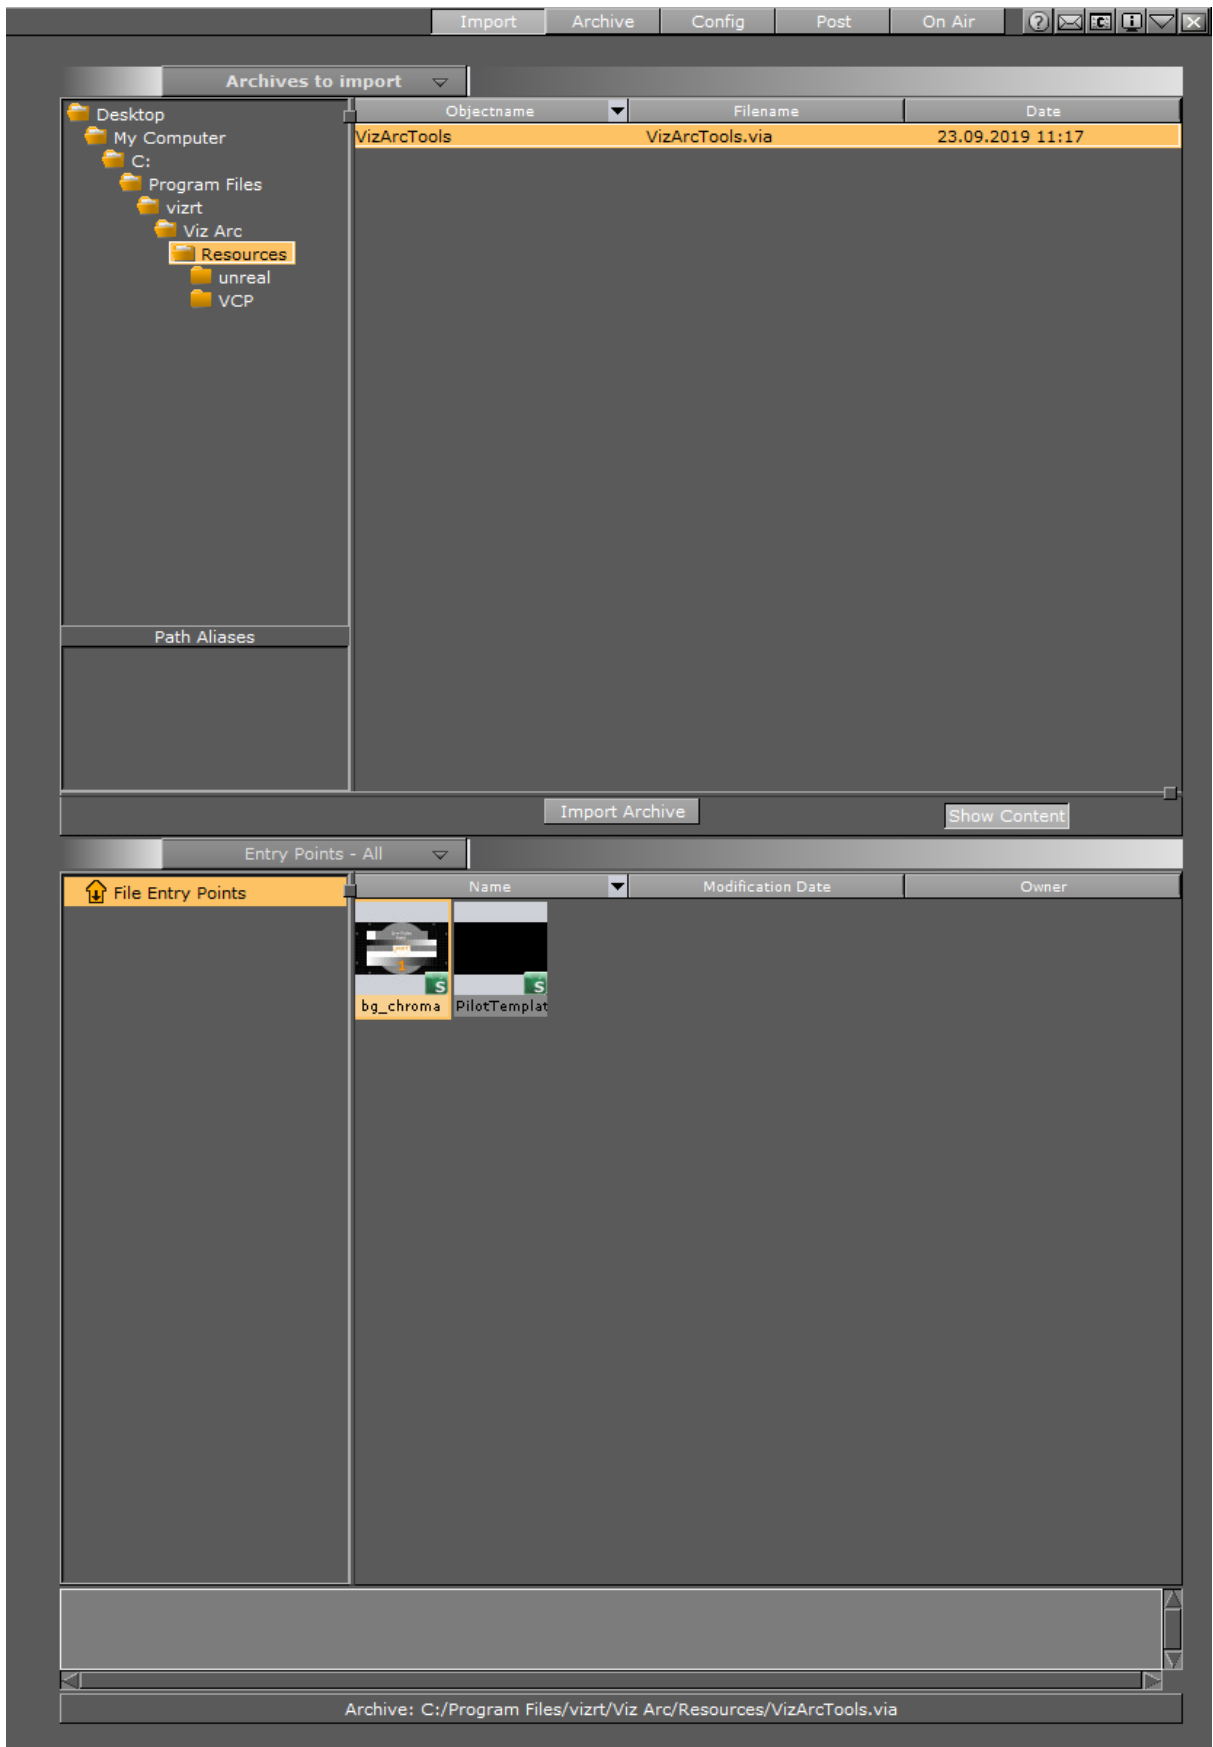 Import Archive Config Post On Air
Archives to import
Desktop
My Computer
C:
Program Files
vizrt
Viz Arc
Resources
unreal
VCP
Objectname Filename Date
VizArcTools VizArcTools.via 23.09.2019 11:17
Path Aliases
Import Archive Show Content
Entry Points - All
File Entry Points
Name Modification Date Owner
bg_chroma PilotTemplat
Archive: C:/Program Files/vizrt/Viz Arc/Resources/VizArcTools.via